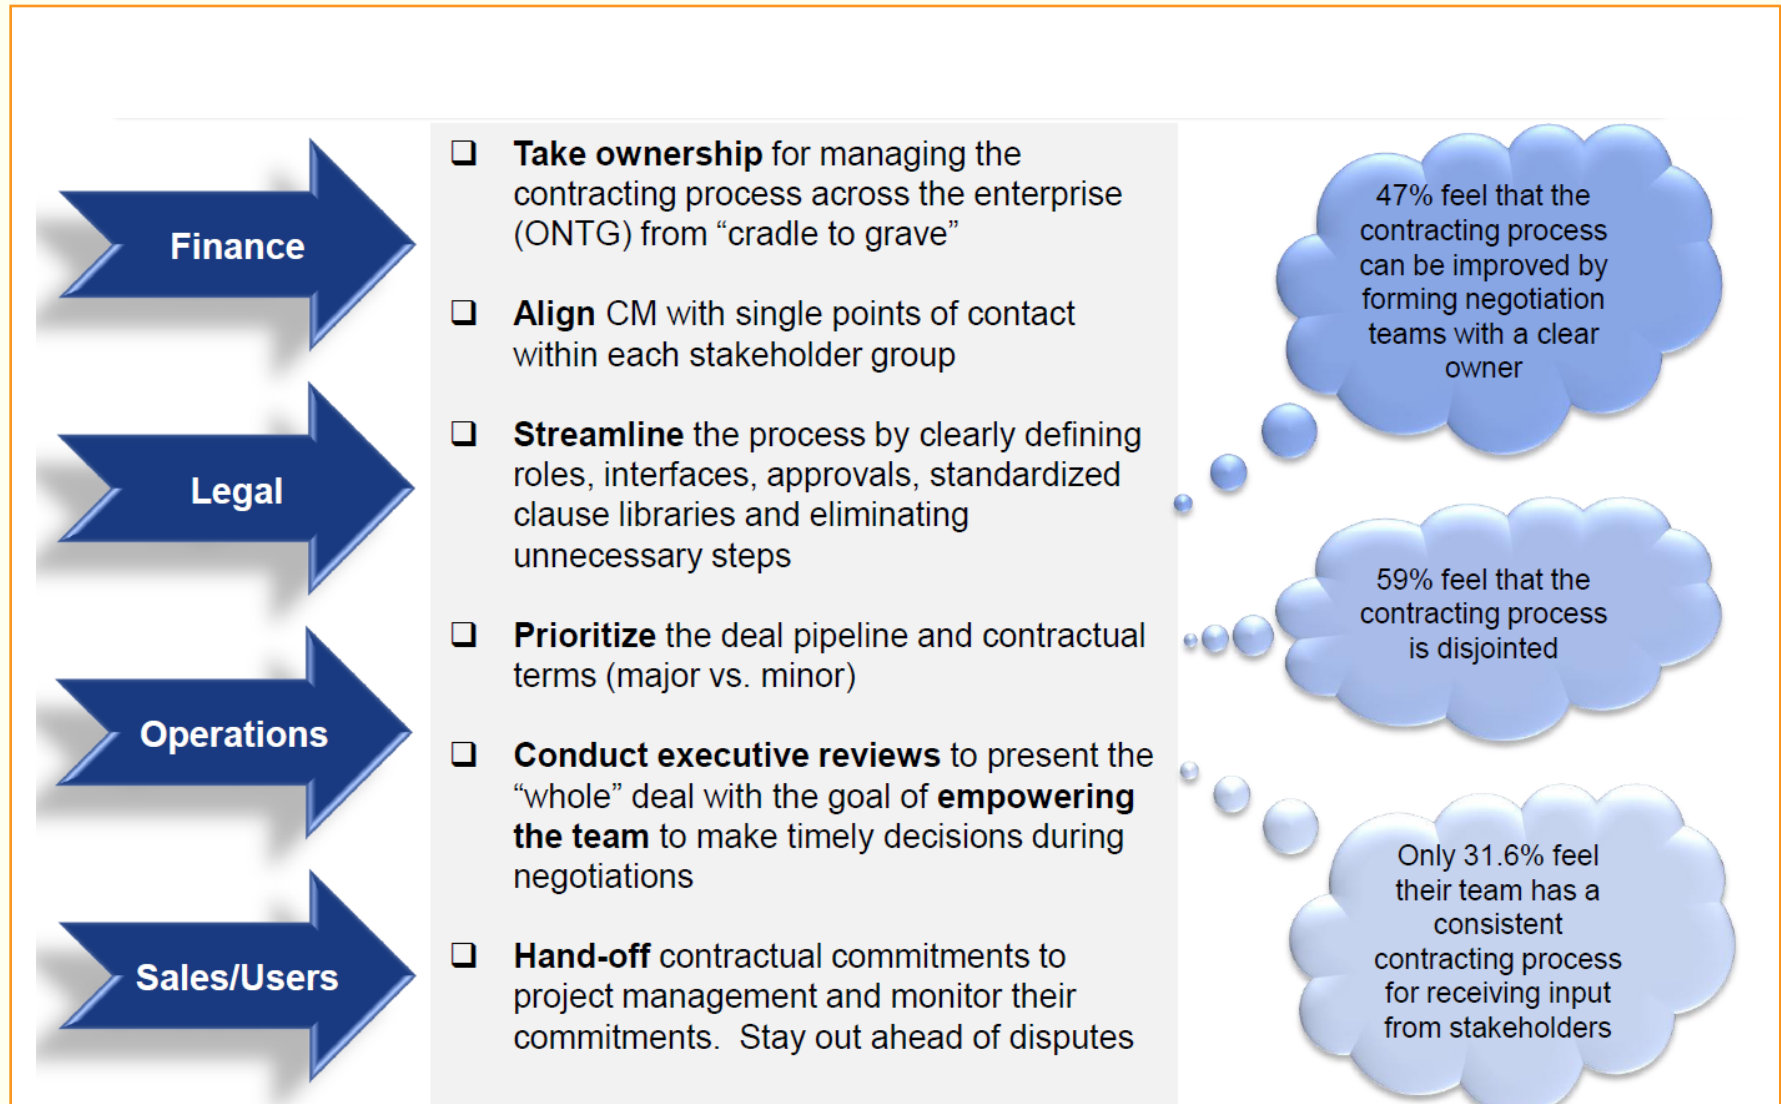 Finance
Legal
Operations
Sales/Users
❑ Take ownership for managing the
contracting process across the enterprise
(ONTG) from “cradle to grave”
❑ Align CM with single points of contact
within each stakeholder group
❑ Streamline the process by clearly defining
roles, interfaces, approvals, standardized
clause libraries and eliminating
unnecessary steps
❑ Prioritize the deal pipeline and contractual
terms (major vs. minor)
❑ Conduct executive reviews to present the
“whole” deal with the goal of empowering
the team to make timely decisions during
negotiations
❑ Hand-off contractual commitments to
project management and monitor their
commitments.  Stay out ahead of disputes
47% feel that the
contracting process
can be improved by
forming negotiation
teams with a clear
owner
59% feel that the
contracting process
is disjointed
Only 31.6% feel
their team has a
consistent
contracting process
for receiving input
from stakeholders